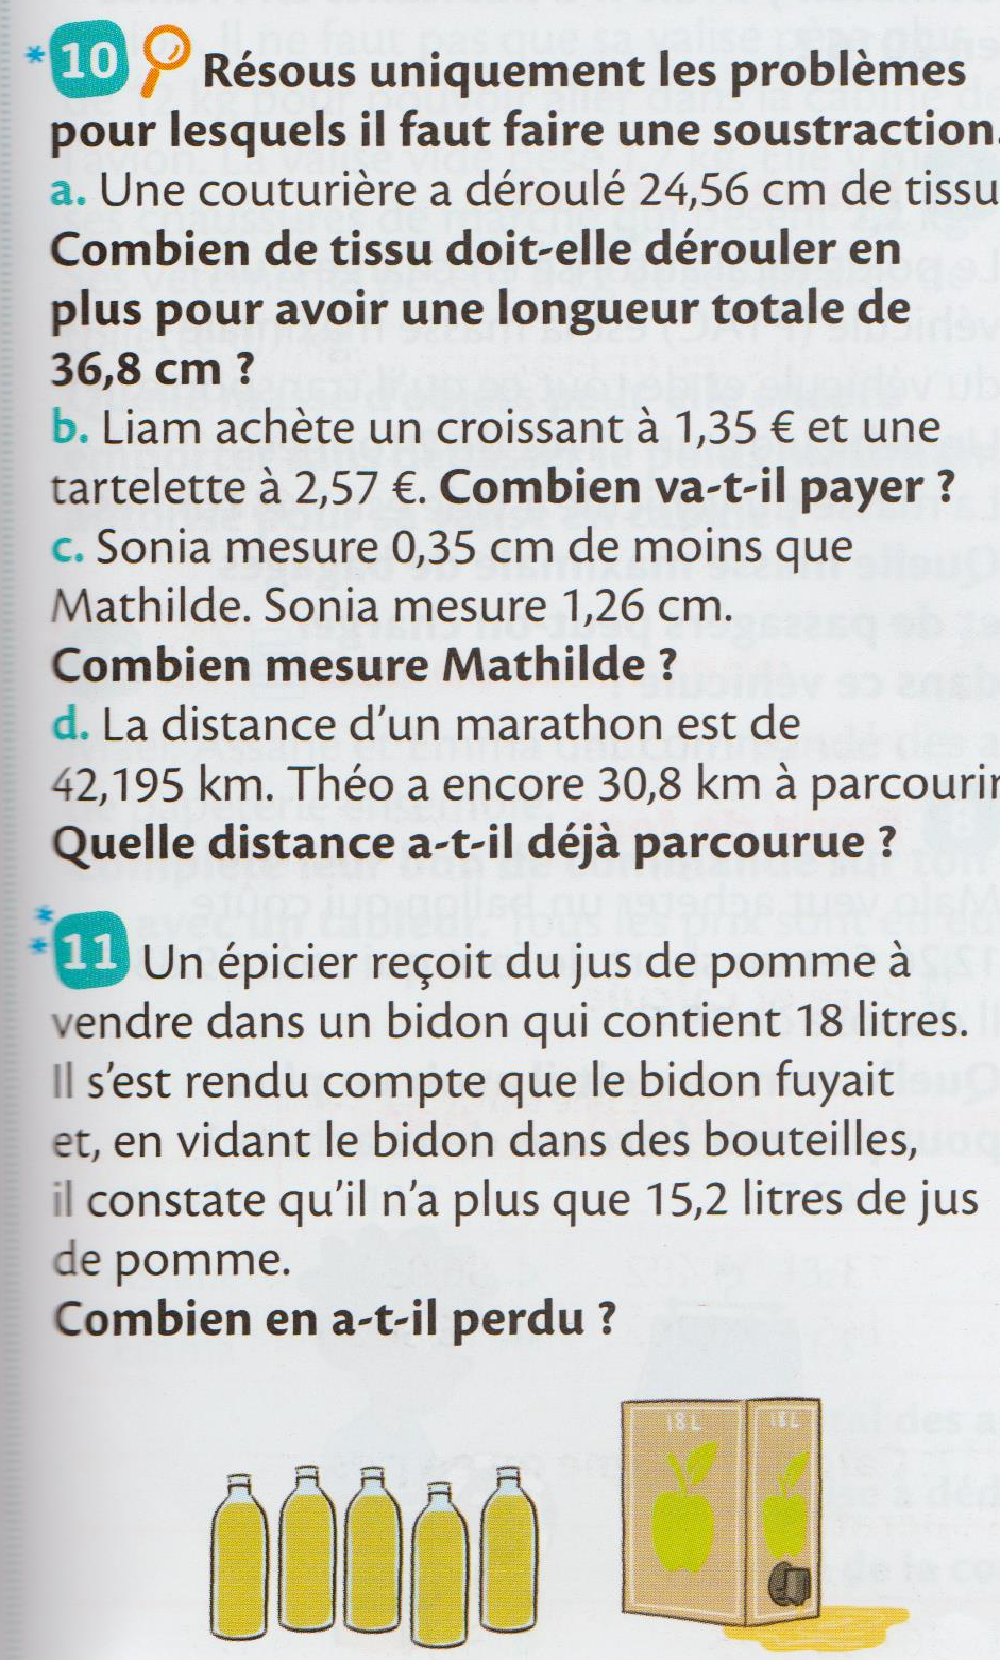 * 10 Résous uniquement les problèmes
pour lesquels il faut faire une soustraction.
a. Une couturière a déroulé 24,56 cm de tissu
Combien de tissu doit-elle dérouler en
plus pour avoir une longueur totale de
36,8 cm ?
b. Liam achète un croissant à 1,35 € et une
tartelette à 2,57 €. Combien va-t-il payer ?
c. Sonia mesure 0,35 cm de moins que
Mathilde. Sonia mesure 1,26 cm.
Combien mesure Mathilde ?
d. La distance d'un marathon est de
42,195 km. Théo a encore 30,8 km à parcourir
Quelle distance a-t-il déjà parcourue ?
** 11 Un épicier reçoit du jus de pomme à
vendre dans un bidon qui contient 18 litres.
Il s'est rendu compte que le bidon fuyait
et, en vidant le bidon dans des bouteilles,
il constate qu'il n'a plus que 15,2 litres de jus
de pomme.
Combien en a-t-il perdu ?
18L
18L